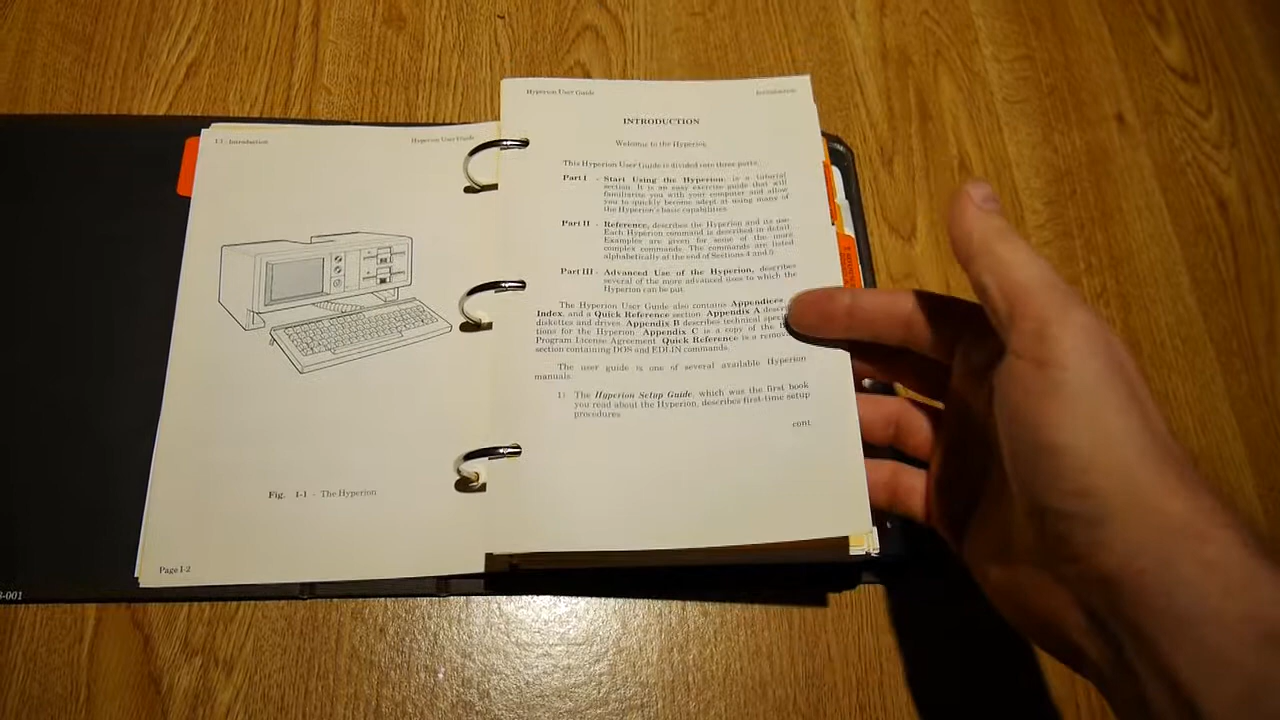 I-2 - Introduction
Hyperion User Guide
Fig. I-1 - The Hyperion
Page I-2
3-001
Hyperion User Guide
Introduction
INTRODUCTION
Welcome to the Hyperion.
This Hyperion User Guide is divided into three parts:
Part I - Start Using the Hyperion, is a tutorial
section. It is an easy exercise guide that will
familiarize you with your computer and allow
you to quickly become adept at using many of
the Hyperion's basic capabilities.
Part II - Reference, describes the Hyperion and its use.
Each Hyperion command is described in detail.
Examples are given for some of the more
complex commands. The commands are listed
alphabetically at the end of Sections 4 and 5.
Part III - Advanced Use of the Hyperion, describes
several of the more advanced uses to which the
Hyperion can be put.
The Hyperion User Guide also contains Appendices,
Index, and a Quick Reference section. Appendix A
diskettes and drives. Appendix B describes technical
tions for the Hyperion. Appendix C is a copy of the
Program License Agreement. Quick Reference is a
section containing DOS and EDLIN commands.
The user guide is one of several available Hyperion
manuals.
1) The Hyperion Setup Guide, which was the first book
you read about the Hyperion, describes first-time setup
procedures.
cont.